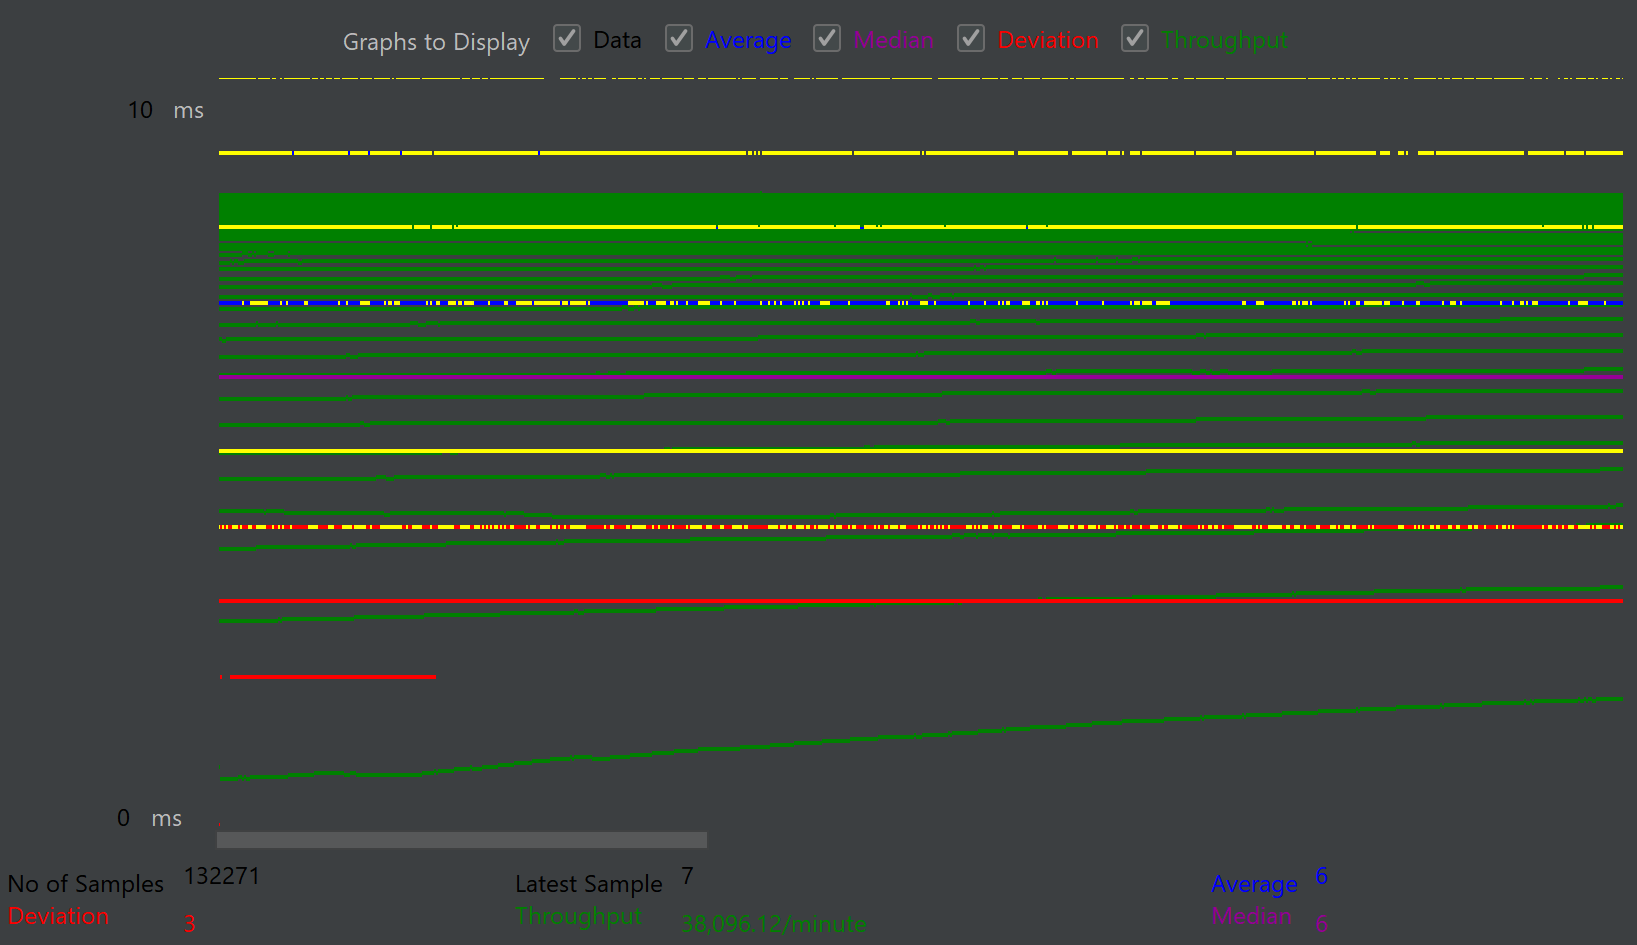 Graphs to Display Data Average Median Deviation Throughput
10 ms
0 ms
No of Samples 132271 Latest Sample 7 Average 6
Deviation 3 Throughput 38,096.12/minute Median 6